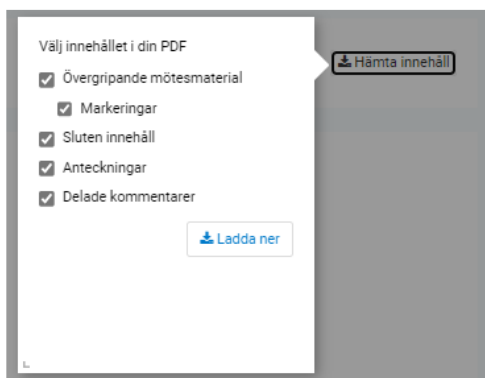 Välj innehållet i din PDF
Hämta innehåll
Övergripande mötesmaterial
Markeringar
Sluten innehåll
Anteckningar
Delade kommentarer
Ladda ner